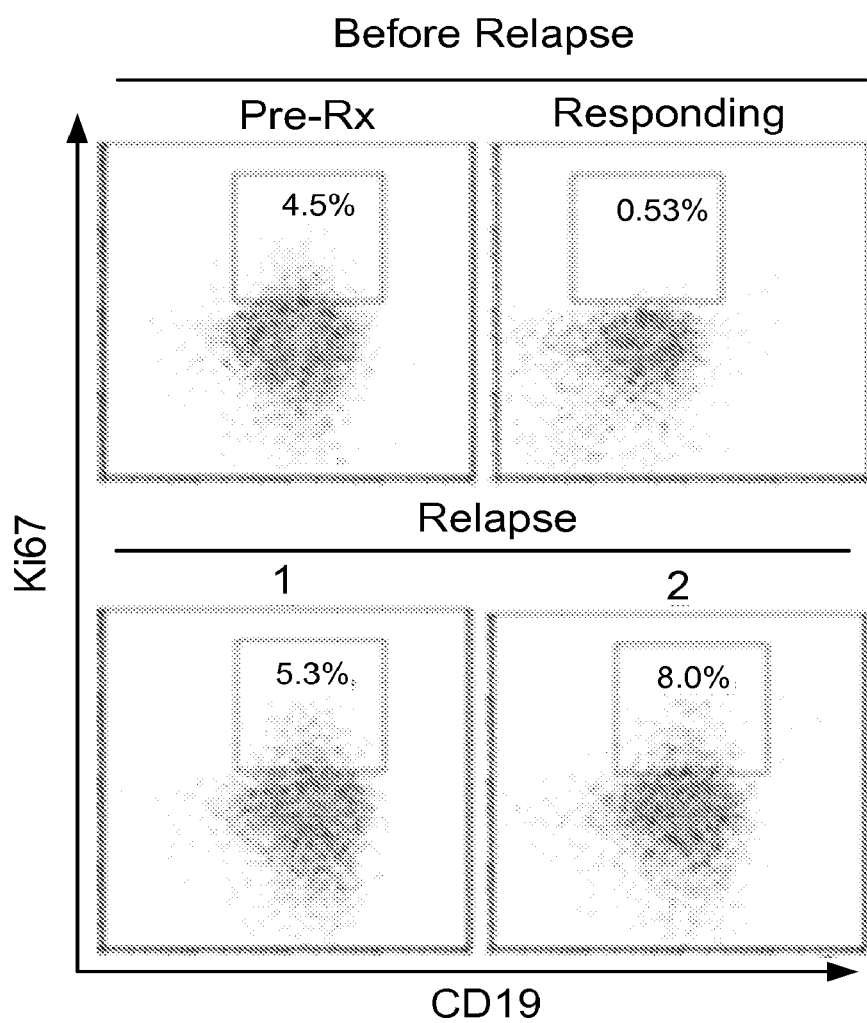 Before Relapse
Pre-Rx
Responding
4.5%
0.53%
Relapse
1
2
5.3%
8.0%
Ki67
CD19